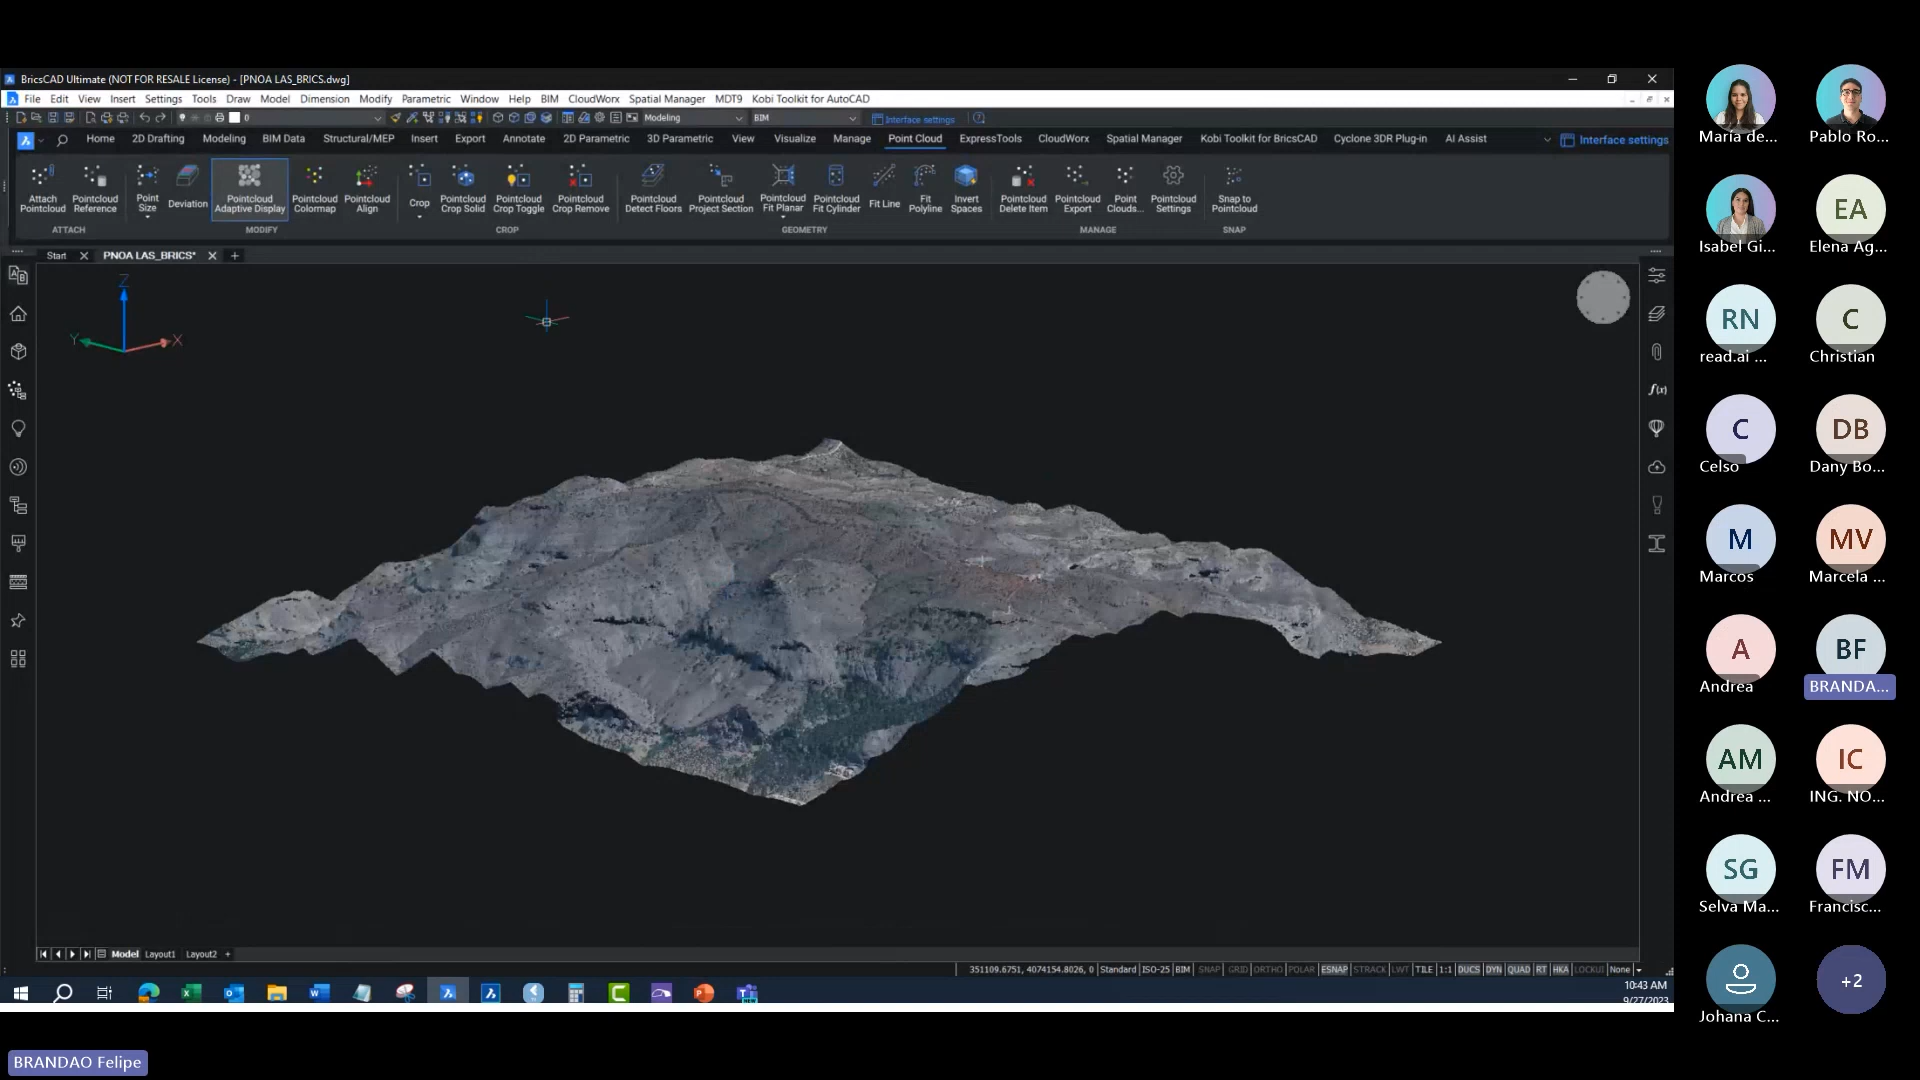 BricsCAD Ultimate (NOT FOR RESALE License) - [PNOA LAS_BRICS.dwg]
File Edit View Insert Settings Tools Draw Model Dimension Modify Parametric Window Help BIM CloudWorx Spatial Manager MDT9 Kobi Toolkit for AutoCAD
0 Modeling BIM Interface settings
Home 2D Drafting Modeling BIM Data Structural/MEP Insert Export Annotate 2D Parametric 3D Parametric View Visualize Manage Point Cloud ExpressTools CloudWorx Spatial Manager Kobi Toolkit for BricsCAD Cyclone 3DR Plug-in AI Assist Interface settings
Attach Pointcloud
Pointcloud Reference
Point Size
Deviation
Pointcloud Adaptive Display
Pointcloud Colormap
Pointcloud Align
Crop
Pointcloud Crop Solid
Pointcloud Crop Toggle
Pointcloud Crop Remove
Pointcloud Detect Floors
Pointcloud Project Section
Pointcloud Fit Planar
Pointcloud Fit Cylinder
Fit Line
Fit Polyline
Invert Spaces
Pointcloud Delete Item
Pointcloud Export
Point Clouds...
Pointcloud Settings
Snap to Pointcloud
ATTACH MODIFY CROP GEOMETRY MANAGE SNAP
Start PNOA LAS_BRICS*
Z
Y X
f(x)
Model Layout1 Layout2 +
351109.6751, 4074154.8026, 0 Standard ISO-25 BIM SNAP GRID ORTHO POLAR ESNAP STRACK LWT TILE 1:1 DUCS DYN QUAD RT HKA LOCKUI None
10:43 AM
9/27/2023
BRANDAO Felipe
María de...
Pablo Ro...
Isabel Gi...
EA
Elena Ag...
RN
read.ai ...
C
Christian
C
Celso
DB
Dany Bo...
M
Marcos
MV
Marcela ...
A
Andrea
BF
BRANDA...
AM
Andrea ...
IC
ING. NO...
SG
Selva Ma...
FM
Francisc...
Johana C...
+2